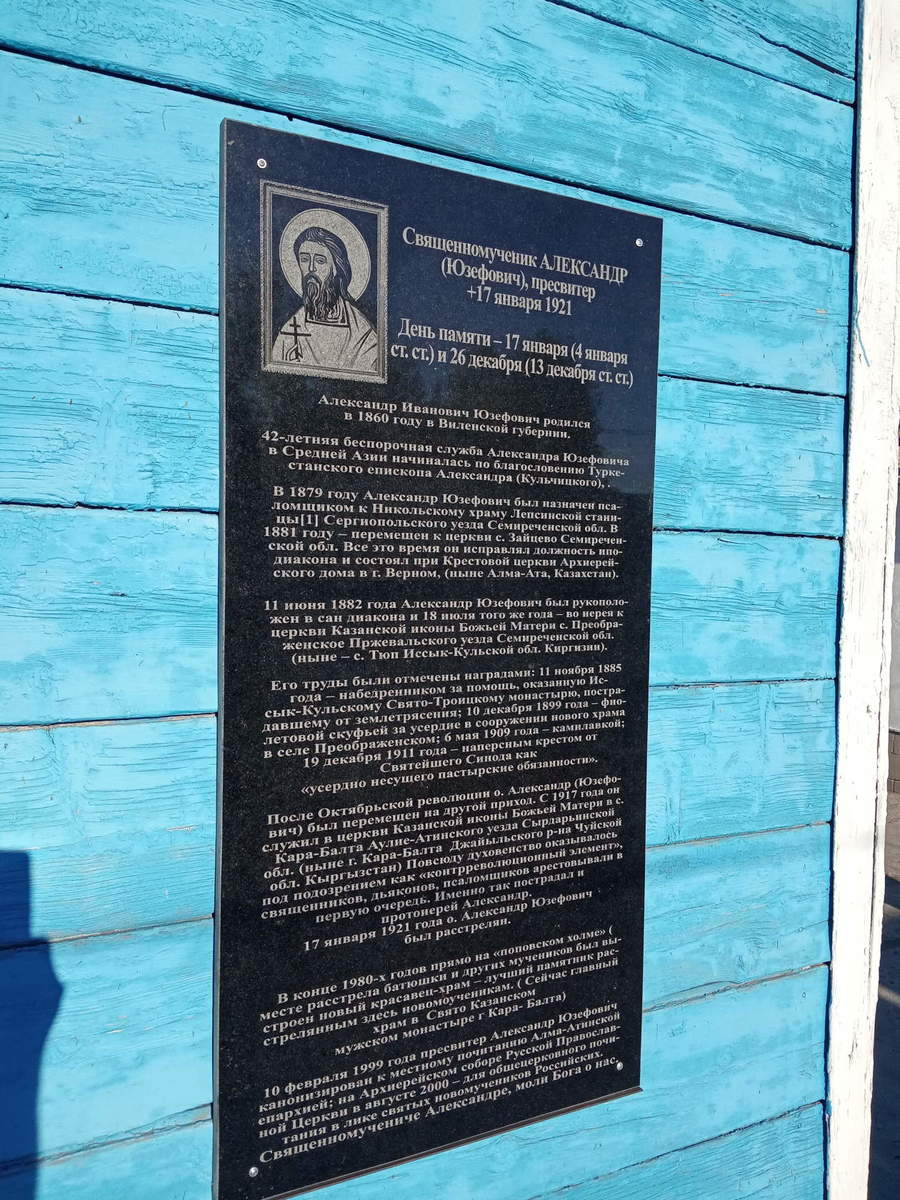 Священномученик АЛЕКСАНДР
(Юзефович), пресвитер
+17 января 1921
День памяти – 17 января (4 января
ст. ст.) и 26 декабря (13 декабря ст. ст.)
Александр Иванович Юзефович родился
в 1860 году в Виленской губернии.
42-летняя беспорочная служба Александра Юзефовича
в Средней Азии начиналась по благословению Турке-
станского епископа Александра (Кульчицкого), .
В 1879 году Александр Юзефович был назначен пса-
ломщиком к Никольскому храму Лепсинской стани-
цы[1] Сергиопольского уезда Семиреченской обл. В
1881 году – перемещен к церкви с. Зайцево Семиречен-
ской обл. Все это время он исправлял должность ипо-
диакона и состоял при Крестовой церкви Архиерей-
ского дома в г. Верном, (ныне Алма-Ата, Казахстан).
11 июня 1882 года Александр Юзефович был рукополо-
жен в сан диакона и 18 июля того же года – во иерея к
церкви Казанской иконы Божьей Матери с. Преобра-
женское Пржевальского уезда Семиреченской обл.
(ныне – с. Тюп Иссык-Кульской обл. Киргизии).
Его труды были отмечены наградами: 11 ноября 1885
года – набедренником за помощь, оказанную Ис-
сык-Кульскому Свято-Троицкому монастырю, постра-
давшему от землетрясения; 10 декабря 1899 года – фио-
летовой скуфьей за усердие в сооружении нового храма
в селе Преображенском; 6 мая 1909 года – камилавкой;
19 декабря 1911 года – наперсным крестом от
Святейшего Синода как
«усердно несущего пастырские обязанности».
После Октябрьской революции о. Александр (Юзефо-
вич) был перемещен на другой приход. С 1917 года он
служил в церкви Казанской иконы Божьей Матери в с.
Кара-Балта Аулие-Атинского уезда Сырдарьинской
обл. (ныне г. Кара-Балта Джайыльского р-на Чуйской
обл. Кыргызстан) Повсюду духовенство оказывалось
под подозрением как «контрреволюционный элемент»,
священников, дьяконов, псаломщиков арестовывали в
первую очередь. Именно так пострадал и
протоиерей Александр.
17 января 1921 года о. Александр Юзефович
был расстрелян.
В конце 1980-х годов прямо на «поповском холме» (
месте расстрела батюшки и других мучеников был вы-
строен новый красавец-храм – лучший памятник рас-
стрелянным здесь новомученикам. ( Сейчас главный
храм в Свято Казанском
мужском монастыре г Кара- Балта)
10 февраля 1999 года пресвитер Александр Юзефович
канонизирован к местному почитанию Алма-Атинской
епархией; на Архиерейском соборе Русской Православ-
ной Церкви в августе 2000 – для общецерковного почи-
тания в лике святых новомучеников Российских.
Священномучениче Александре, моли Бога о нас.